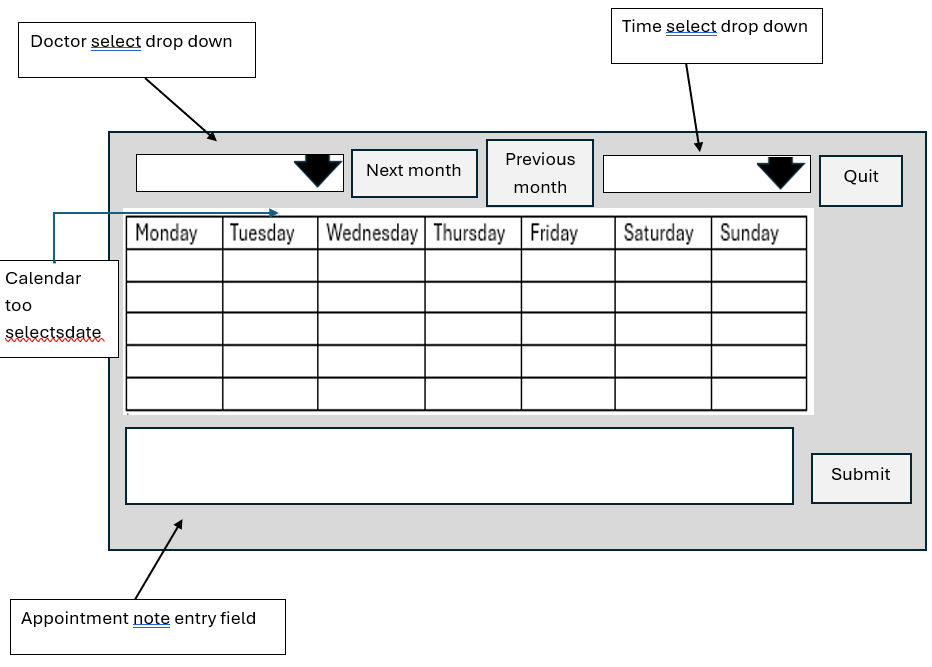 Doctor select drop down
Time select drop down
Next month
Previous
month
Quit
Monday Tuesday Wednesday Thursday Friday Saturday Sunday
Calendar
too
selectsdate
Submit
Appointment note entry field